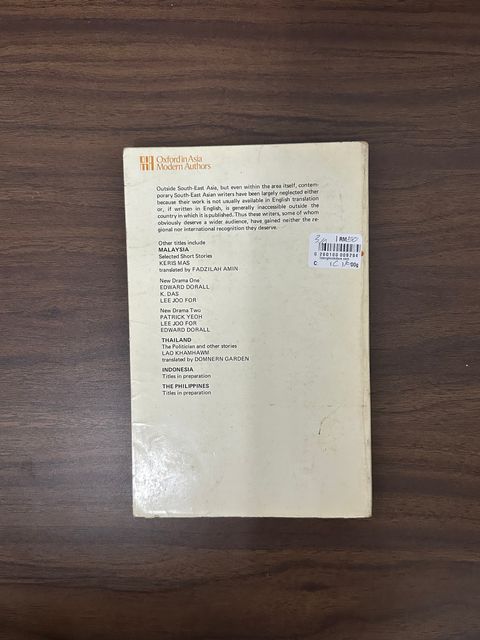 Oxford in Asia
Modern Authors
Outside South-East Asia, but even within the area itself, contem-
porary South-East Asian writers have been largely neglected either
because their work is not usually available in English translation
or, if written in English, is generally inaccessible outside the
country in which it is published. Thus these writers, some of whom
obviously deserve a wider audience, have gained neither the re-
gional nor international recognition they deserve.
Other titles include
MALAYSIA
Selected Short Stories
KERIS MAS
translated by FADZILAH AMIN
New Drama One
EDWARD DORALL
K. DAS
LEE JOO FOR
New Drama Two
PATRICK YEOH
LEE JOO FOR
EDWARD DORALL
THAILAND
The Politician and other stories
LAO KHAMHAWM
translated by DOMNERN GARDEN
INDONESIA
Titles in preparation
THE PHILIPPINES
Titles in preparation